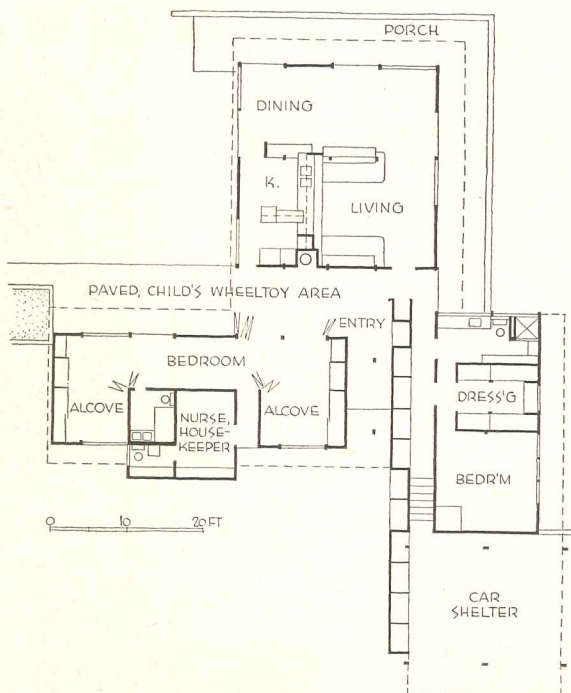 PORCH
DINING
K.
LIVING
PAVED, CHILD'S WHEELTOY AREA
ENTRY
BEDROOM
ALCOVE
NURSE,
HOUSE-
KEEPER
ALCOVE
DRESS'G
BEDR'M
0 10 20 FT
CAR
SHELTER